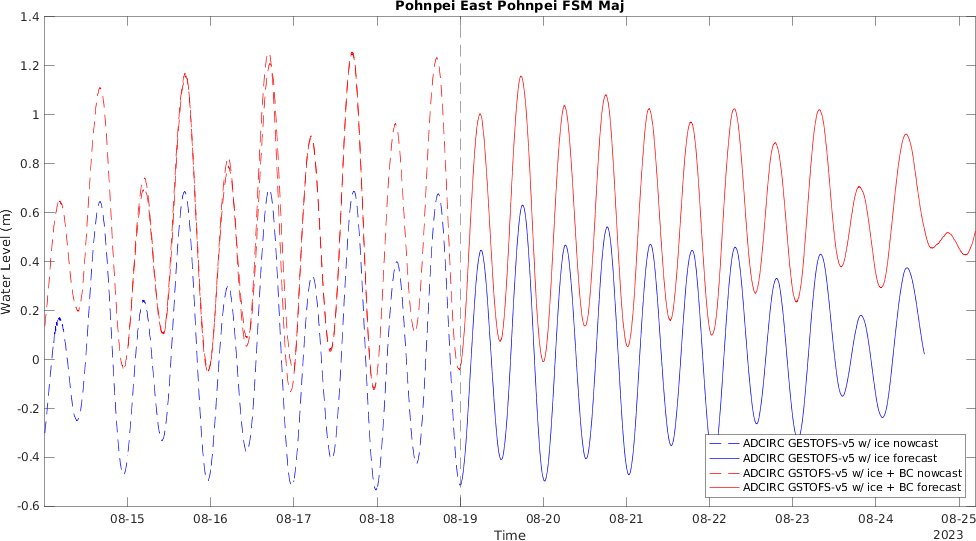 Pohnpei East Pohnpei FSM Maj
Water Level (m)
1.4
1.2
1
0.8
0.6
0.4
0.2
0
-0.2
-0.4
-0.6
ADCIRC GESTOFS-v5 w/ ice nowcast
ADCIRC GESTOFS-v5 w/ ice forecast
ADCIRC GSTOFS-v5 w/ ice + BC nowcast
ADCIRC GSTOFS-v5 w/ ice + BC forecast
08-15 08-16 08-17 08-18 08-19 08-20 08-21 08-22 08-23 08-24 08-25
Time
2023